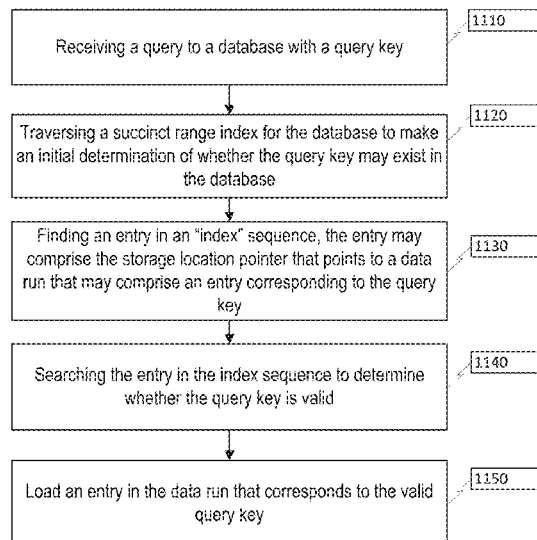 Receiving a query to a database with a query key
1110
Traversing a succinct range index for the database to make
an initial determination of whether the query key may exist in
the database
1120
Finding an entry in an "index" sequence, the entry may
comprise the storage location pointer that points to a data
run that may comprise an entry corresponding to the query
key
1130
Searching the entry in the index sequence to determine
whether the query key is valid
1140
Load an entry in the data run that corresponds to the valid
query key
1150